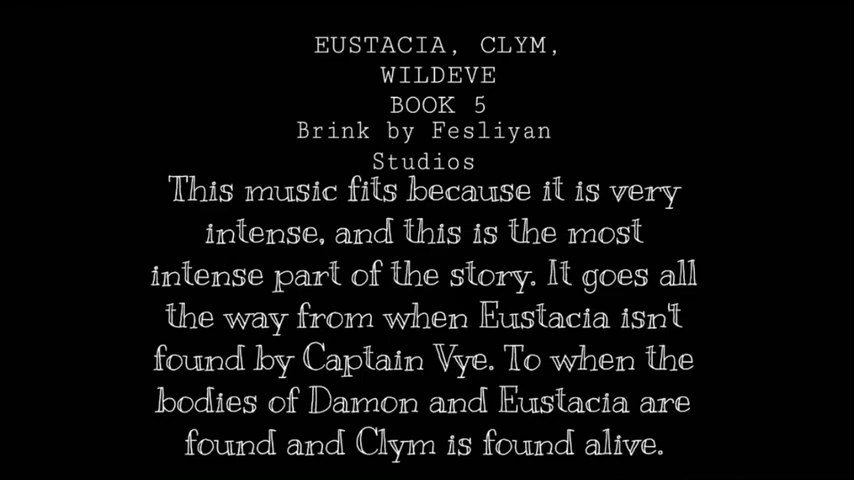 EUSTACIA, CLYM,
WILDEVE
BOOK 5
Brink by Fesliyan
Studios
This music fits because it is very
intense, and this is the most
intense part of the story. It goes all
the way from when Eustacia isn't
found by Captain Vye. To when the
bodies of Damon and Eustacia are
found and Clym is found alive.